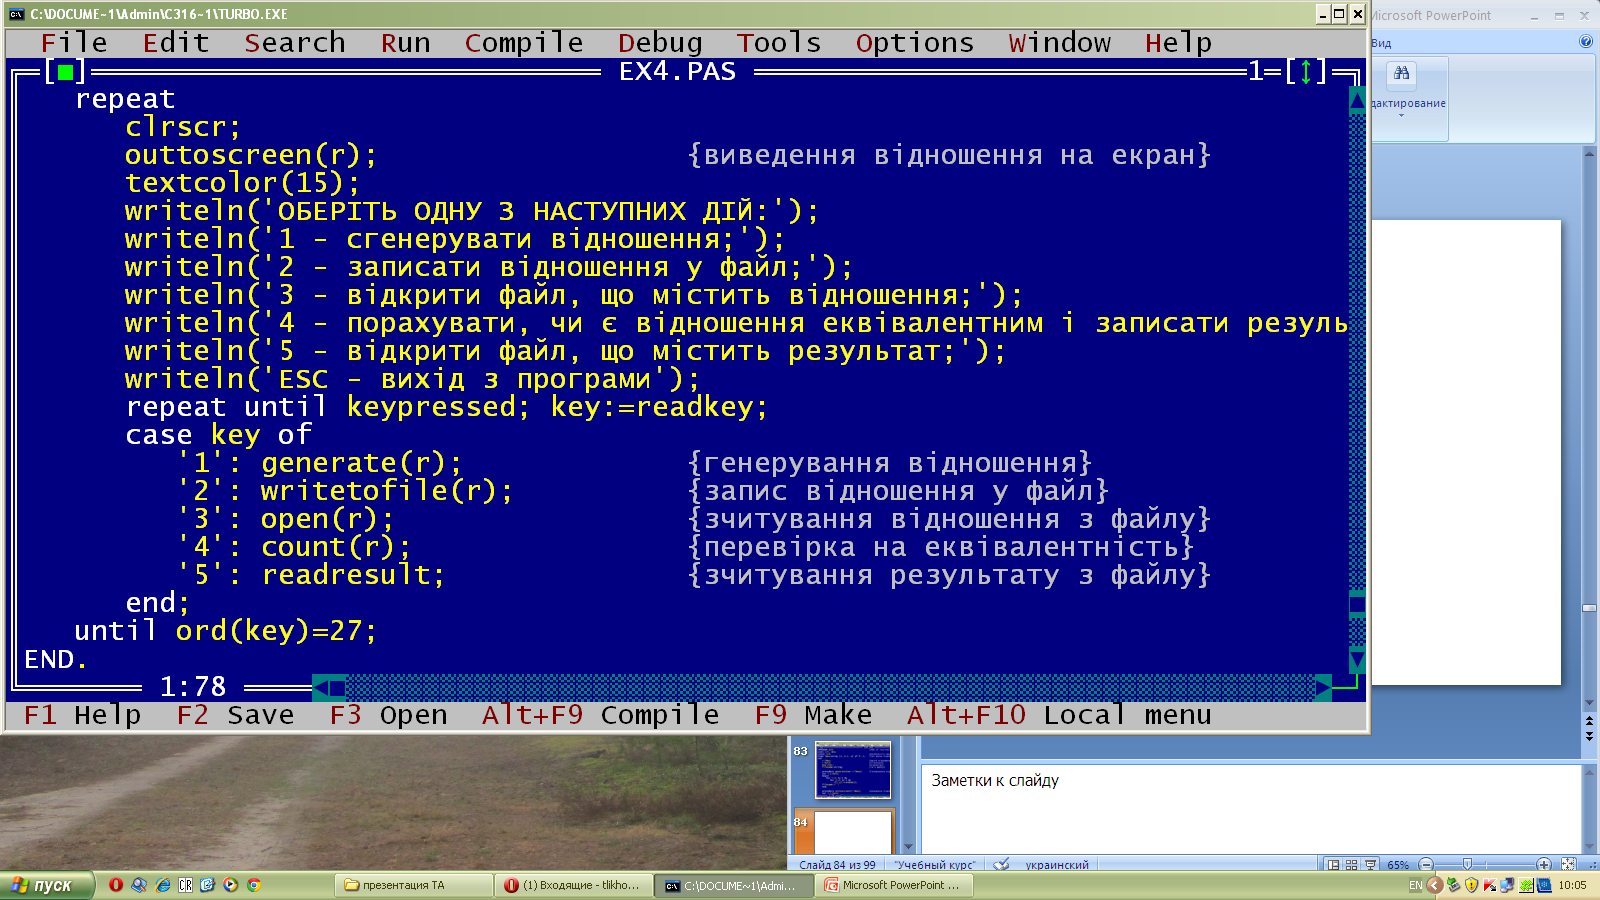 C:\DOCUME~1\Admin\C316-1\TURBO.EXE
File Edit Search Run Compile Debug Tools Options Window Help
EX4.PAS
1
repeat
clrscr;
outtoscreen(r); {виведення відношення на екран}
textcolor(15);
writeln('ОБЕРІТЬ ОДНУ З НАСТУПНИХ ДІЙ:');
writeln('1 - сгенерувати відношення;');
writeln('2 - записати відношення у файл;');
writeln('3 - відкрити файл, що містить відношення;');
writeln('4 - порахувати, чи є відношення еквівалентним і записати резуль
writeln('5 - відкрити файл, що містить результат;');
writeln('ESC - вихід з програми');
repeat until keypressed; key:=readkey;
case key of
'1': generate(r); {генерування відношення}
'2': writetofile(r); {запис відношення у файл}
'3': open(r); {зчитування відношення з файлу}
'4': count(r); {перевірка на еквівалентність}
'5': readresult; {зчитування результату з файлу}
end;
until ord(key)=27;
END.
1:78
F1 Help F2 Save F3 Open Alt+F9 Compile F9 Make Alt+F10 Local menu
Microsoft PowerPoint
Вид
дактирование
83
84
Заметки к слайду
Слайд 84 из 99 "Учебный курс" украинский 65%
пуск
презентация ТА
(1) Входящие - tlikho...
C:\DOCUME~1\Admi...
Microsoft PowerPoint ...
EN
10:05